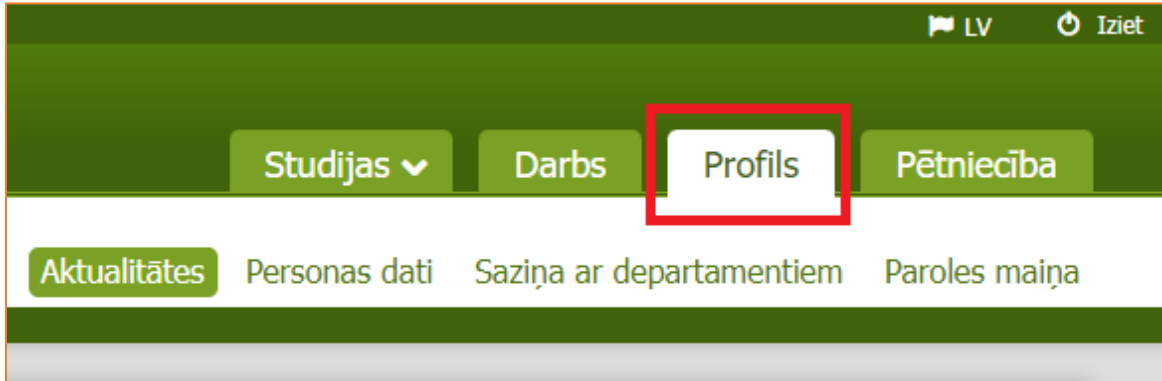 LV Iziet
Studijas Darbs Profils Pētniecība
Aktualitātes Personas dati Saziņa ar departamentiem Paroles maiņa